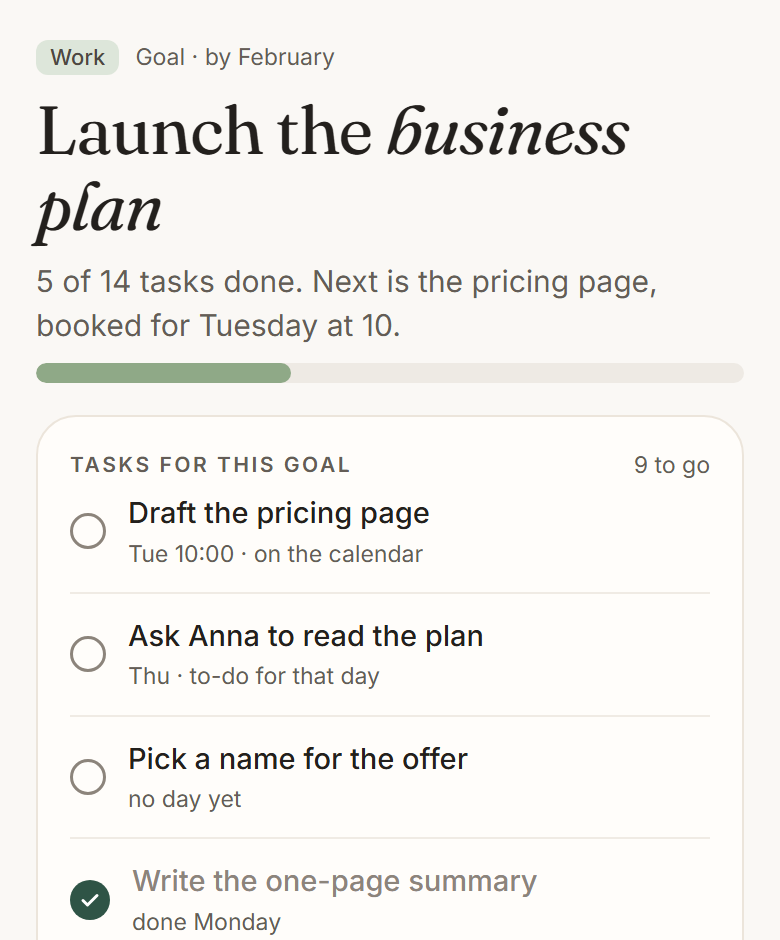 Work
Goal · by February
Launch the business
plan
5 of 14 tasks done. Next is the pricing page,
booked for Tuesday at 10.
TASKS FOR THIS GOAL
9 to go
Draft the pricing page
Tue 10:00 · on the calendar
Ask Anna to read the plan
Thu · to-do for that day
Pick a name for the offer
no day yet
Write the one-page summary
done Monday